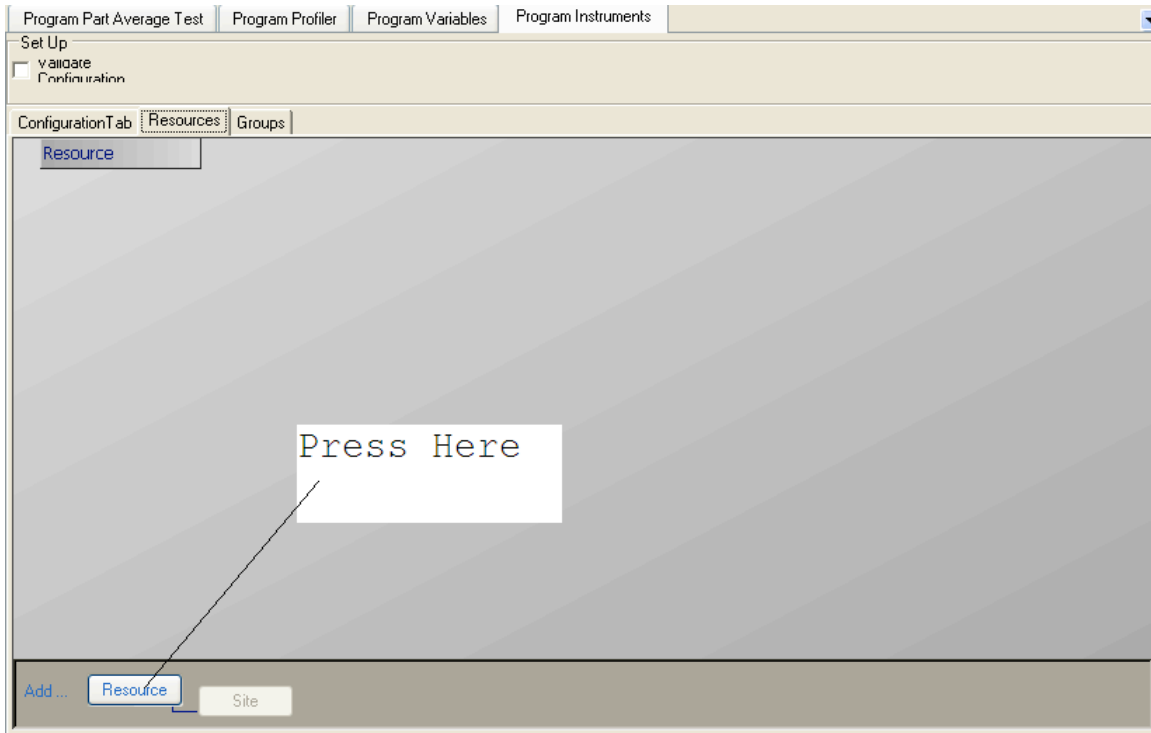 Program Part Average Test Program Profiler Program Variables Program Instruments
Set Up
Validate
Configuration
ConfigurationTab Resources Groups
Resource
Press Here
Add ... Resource
Site